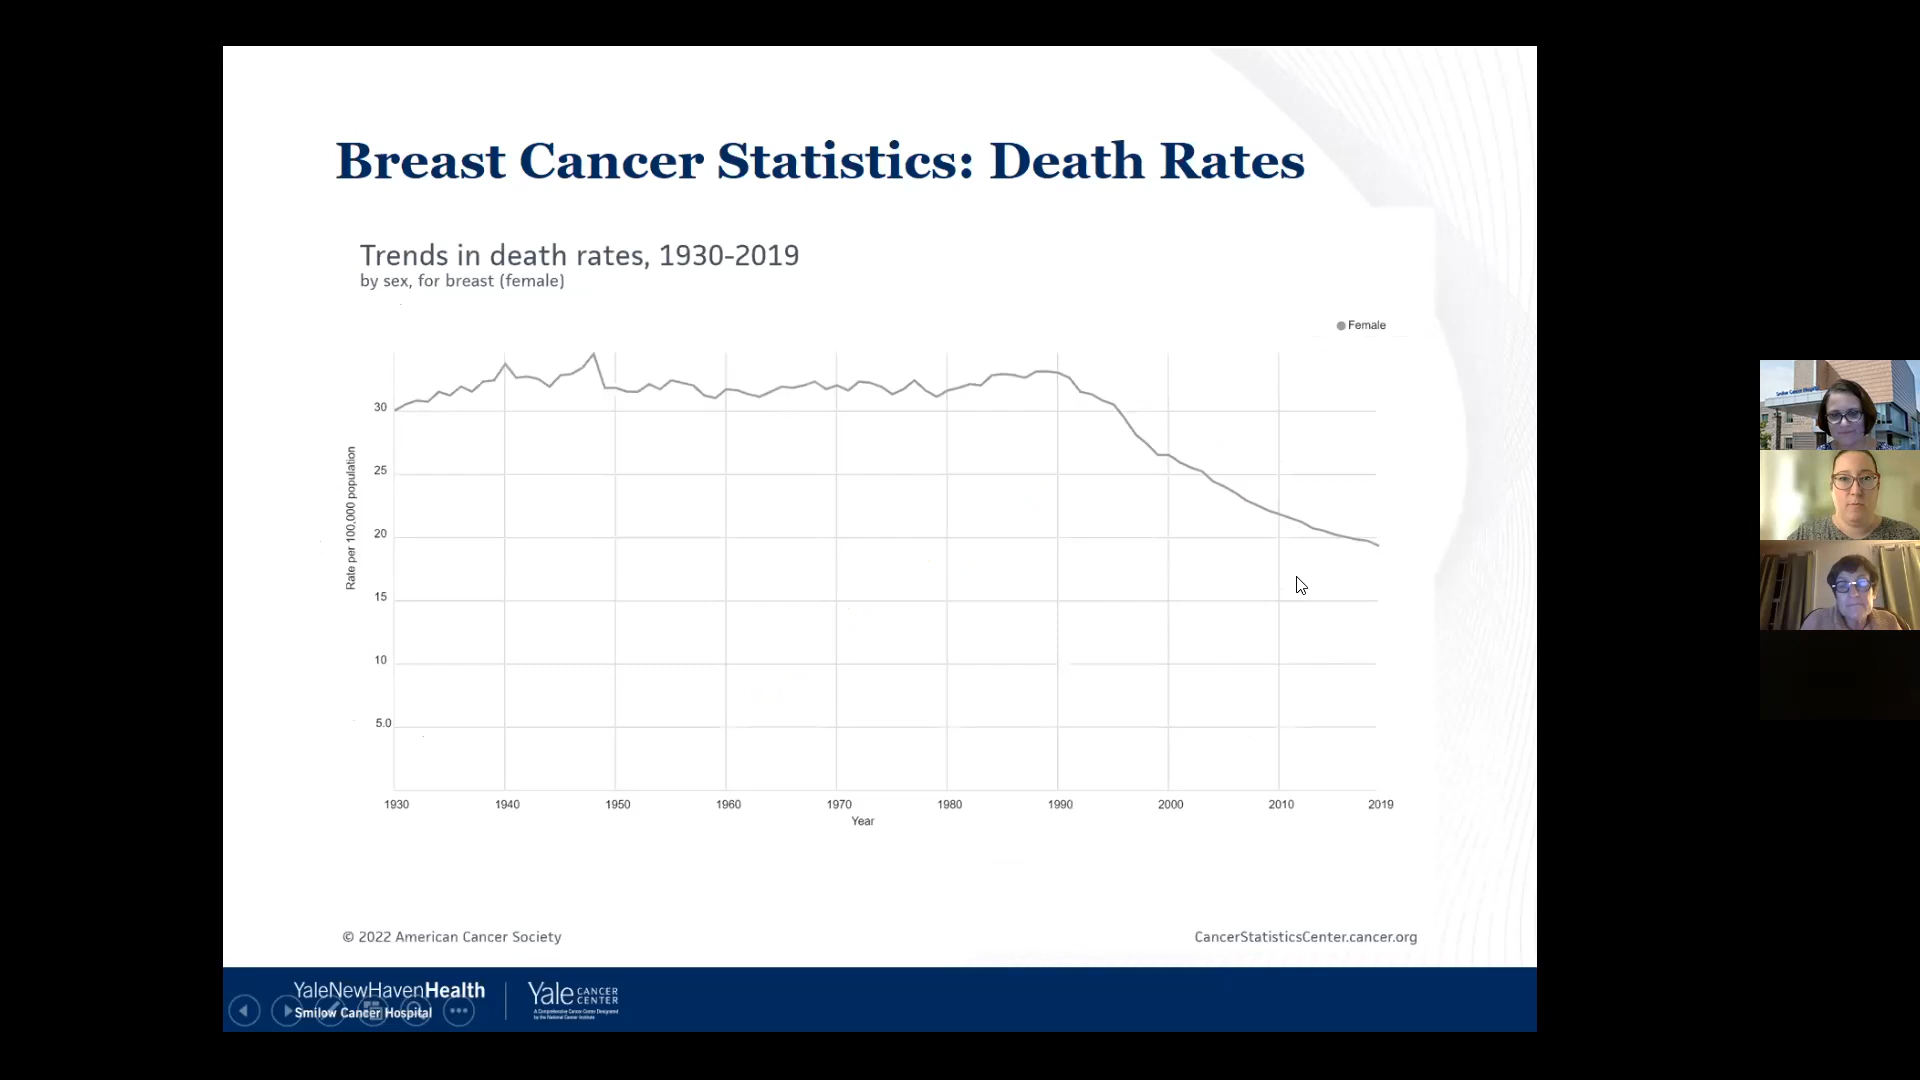 Breast Cancer Statistics: Death Rates
Trends in death rates, 1930-2019
by sex, for breast (female)
Female
Rate per 100,000 population
30
25
20
15
10
5.0
1930 1940 1950 1960 1970 1980 1990 2000 2010 2019
Year
© 2022 American Cancer Society
CancerStatisticsCenter.cancer.org
YaleNewHavenHealth
Smilow Cancer Hospital
Yale CANCER CENTER
A Comprehensive Cancer Center Designated
by the National Cancer Institute
Smilow Cancer Hospital